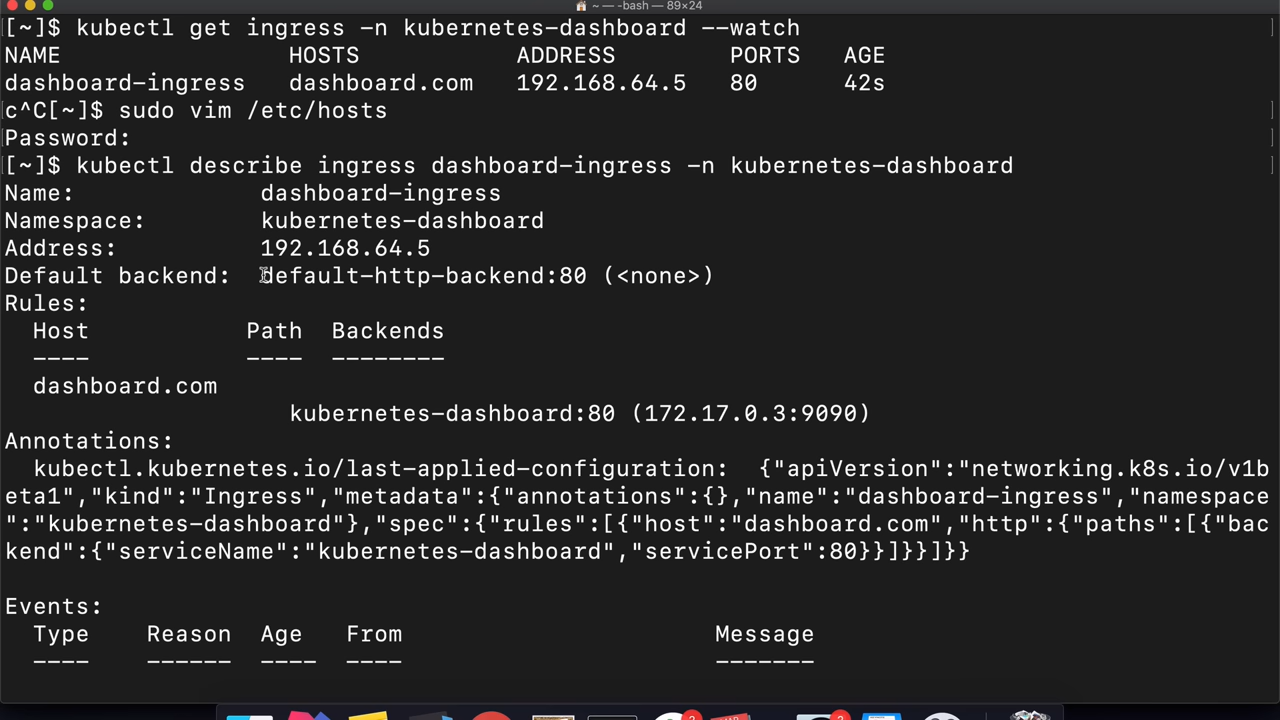 ~ — -bash — 89×24
[~]$ kubectl get ingress -n kubernetes-dashboard --watch
NAME HOSTS ADDRESS PORTS AGE
dashboard-ingress dashboard.com 192.168.64.5 80 42s
c^C[~]$ sudo vim /etc/hosts
Password:
[~]$ kubectl describe ingress dashboard-ingress -n kubernetes-dashboard
Name: dashboard-ingress
Namespace: kubernetes-dashboard
Address: 192.168.64.5
Default backend: default-http-backend:80 (<none>)
Rules:
Host Path Backends
---- ---- --------
dashboard.com
kubernetes-dashboard:80 (172.17.0.3:9090)
Annotations:
kubectl.kubernetes.io/last-applied-configuration: {"apiVersion":"networking.k8s.io/v1b
eta1","kind":"Ingress","metadata":{"annotations":{},"name":"dashboard-ingress","namespace
":"kubernetes-dashboard"},"spec":{"rules":[{"host":"dashboard.com","http":{"paths":[{"bac
kend":{"serviceName":"kubernetes-dashboard","servicePort":80}}]}}]}}
Events:
Type Reason Age From Message
---- ------ ---- ---- -------
2 2